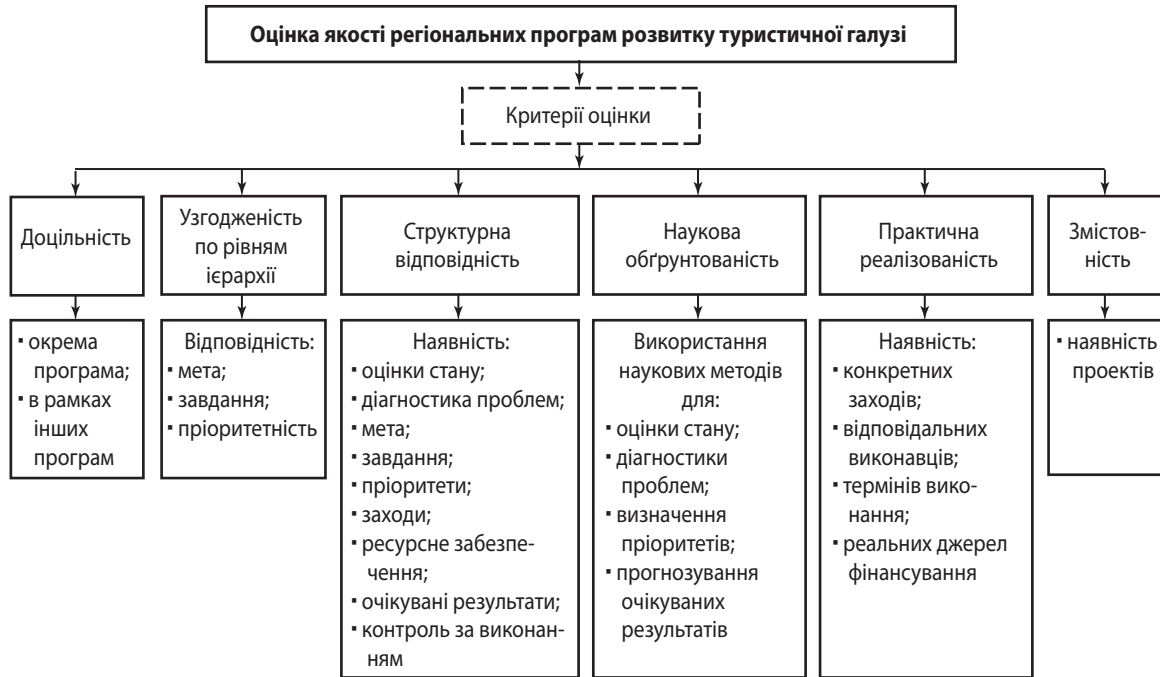 Оцінка якості регіональних програм розвитку туристичної галузі
Критерії оцінки
Доцільність
Узгодженість
по рівням
ієрархії
Структурна
відповідність
Наукова
обґрунтованість
Практична
реалізованість
Змістов-
ність
▪ окрема
програма;
▪ в рамках
інших
програм
Відповідність:
▪ мета;
▪ завдання;
▪ пріоритетність
Наявність:
▪ оцінки стану;
▪ діагностика проблем;
▪ мета;
▪ завдання;
▪ пріоритети;
▪ заходи;
▪ ресурсне забезпе-
чення;
▪ очікувані результати;
▪ контроль за виконан-
ням
Використання
наукових методів
для:
▪ оцінки стану;
▪ діагностики
проблем;
▪ визначення
пріоритетів;
▪ прогнозування
очікуваних
результатів
Наявність:
▪ конкретних
заходів;
▪ відповідальних
виконавців;
▪ термінів вико-
нання;
▪ реальних джерел
фінансування
▪ наявність
проектів